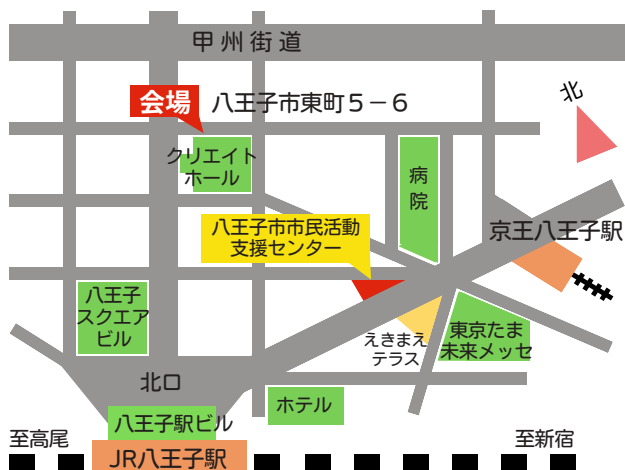 甲州街道
会場
八王子市東町５－６
北
クリエイト
ホール
病
院
八王子市市民活動
支援センター
京王八王子駅
八王子
スクエア
ビル
えきまえ
テラス
東京たま
未来メッセ
北口
ホテル
八王子駅ビル
至高尾
至新宿
JR八王子駅